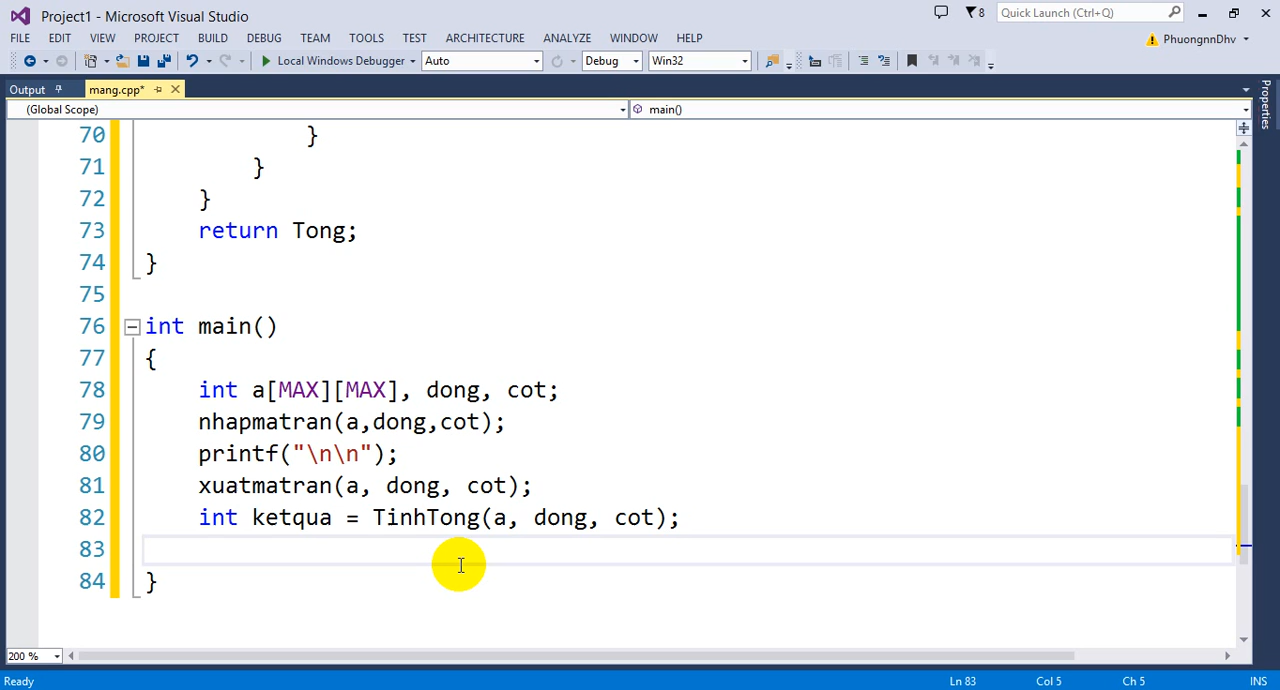 Project1 - Microsoft Visual Studio
8
Quick Launch (Ctrl+Q)
FILE EDIT VIEW PROJECT BUILD DEBUG TEAM TOOLS TEST ARCHITECTURE ANALYZE WINDOW HELP
PhuongnnDhv
Local Windows Debugger Auto Debug Win32
Output mang.cpp*
Properties
(Global Scope) main()
70 }
71 }
72 }
73 return Tong;
74 }
75
76 int main()
77 {
78 int a[MAX][MAX], dong, cot;
79 nhapmatran(a,dong,cot);
80 printf("\n\n");
81 xuatmatran(a, dong, cot);
82 int ketqua = TinhTong(a, dong, cot);
83
84 }
200 %
Ready Ln 83 Col 5 Ch 5 INS